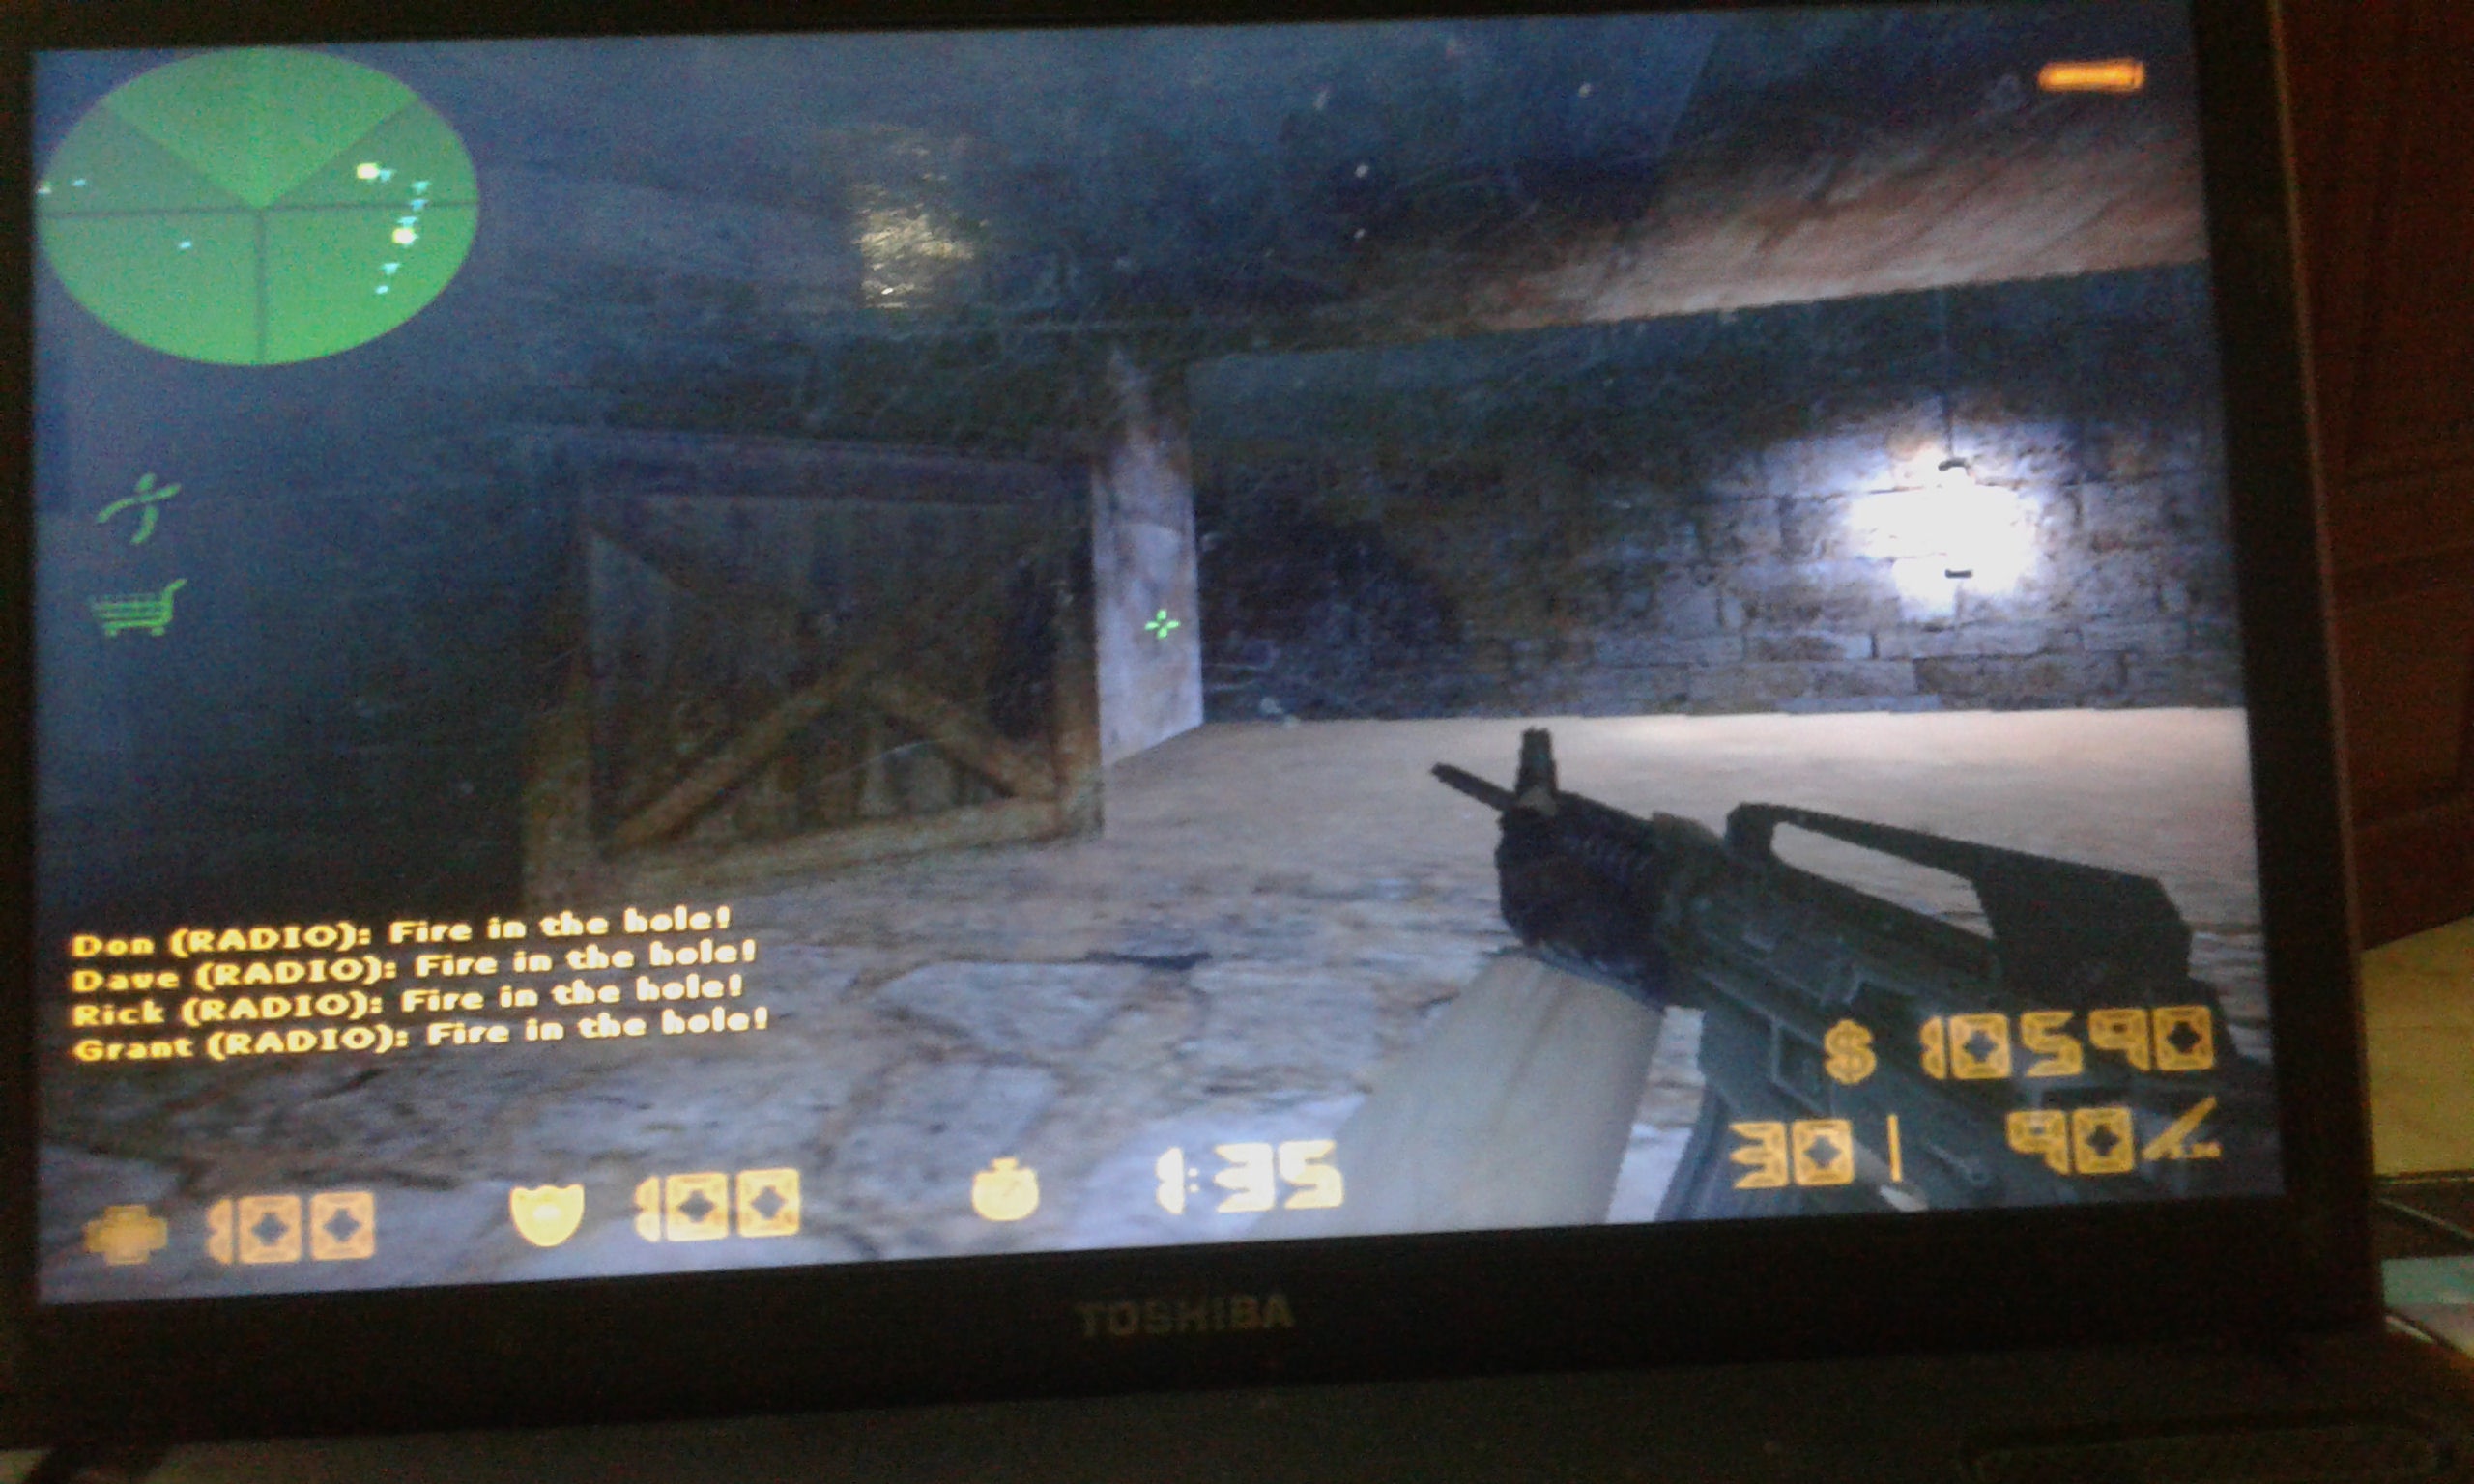 Don (RADIO): Fire in the hole!
Dave (RADIO): Fire in the hole!
Rick (RADIO): Fire in the hole!
Grant (RADIO): Fire in the hole!
$ 10590
30 | 90
100 100 1:35
TOSHIBA